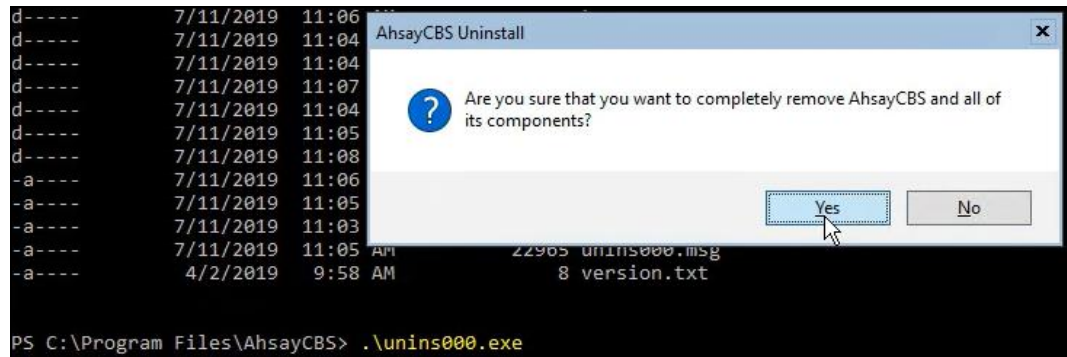 d-----        7/11/2019  11:06
d-----        7/11/2019  11:04
d-----        7/11/2019  11:04
d-----        7/11/2019  11:07
d-----        7/11/2019  11:04
d-----        7/11/2019  11:05
d-----        7/11/2019  11:08
-a----        7/11/2019  11:06
-a----        7/11/2019  11:05
-a----        7/11/2019  11:03
-a----        7/11/2019  11:05 AM          22965 unins000.msg
-a----         4/2/2019   9:58 AM              8 version.txt
AhsayCBS Uninstall
Are you sure that you want to completely remove AhsayCBS and all of
its components?
Yes
No
PS C:\Program Files\AhsayCBS> .\unins000.exe